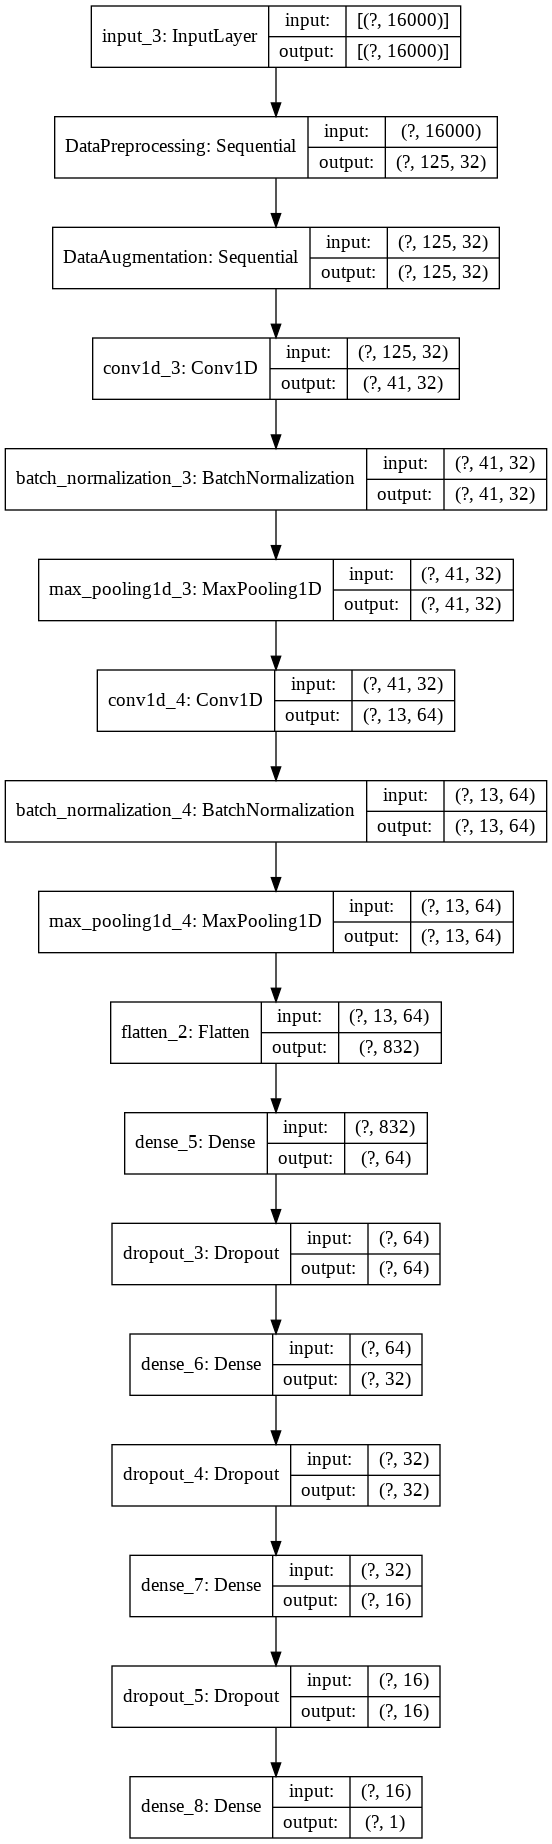 input_3: InputLayer
input: [(?, 16000)]
output: [(?, 16000)]
DataPreprocessing: Sequential
input: (?, 16000)
output: (?, 125, 32)
DataAugmentation: Sequential
input: (?, 125, 32)
output: (?, 125, 32)
conv1d_3: Conv1D
input: (?, 125, 32)
output: (?, 41, 32)
batch_normalization_3: BatchNormalization
input: (?, 41, 32)
output: (?, 41, 32)
max_pooling1d_3: MaxPooling1D
input: (?, 41, 32)
output: (?, 41, 32)
conv1d_4: Conv1D
input: (?, 41, 32)
output: (?, 13, 64)
batch_normalization_4: BatchNormalization
input: (?, 13, 64)
output: (?, 13, 64)
max_pooling1d_4: MaxPooling1D
input: (?, 13, 64)
output: (?, 13, 64)
flatten_2: Flatten
input: (?, 13, 64)
output: (?, 832)
dense_5: Dense
input: (?, 832)
output: (?, 64)
dropout_3: Dropout
input: (?, 64)
output: (?, 64)
dense_6: Dense
input: (?, 64)
output: (?, 32)
dropout_4: Dropout
input: (?, 32)
output: (?, 32)
dense_7: Dense
input: (?, 32)
output: (?, 16)
dropout_5: Dropout
input: (?, 16)
output: (?, 16)
dense_8: Dense
input: (?, 16)
output: (?, 1)